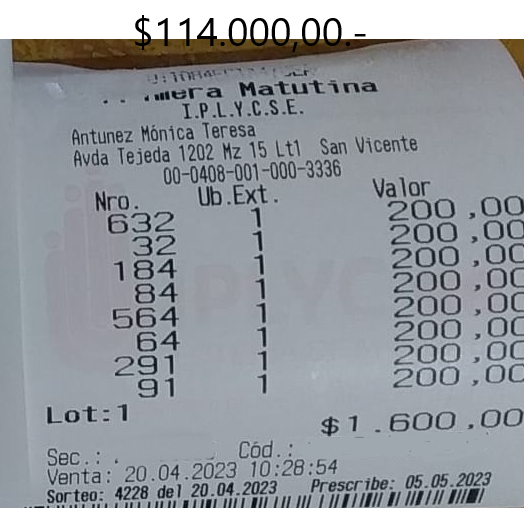 $114.000,00.-
Matutina
I.P.L.Y.C.S.E.
Antunez Mónica Teresa
Avda Tejeda 1202 Mz 15 Lt1 San Vicente
00-0408-001-000-3336
Nro. Ub.Ext. Valor
632 1 200,00
32 1 200,00
184 1 200,00
84 1 200,00
564 1 200,00
64 1 200,00
291 1 200,00
91 1 200,00
Lot:1 $1.600,00
Sec.: Cód.:
Venta: 20.04.2023 10:28:54
Sorteo: 4228 del 20.04.2023 Prescribe: 05.05.2023